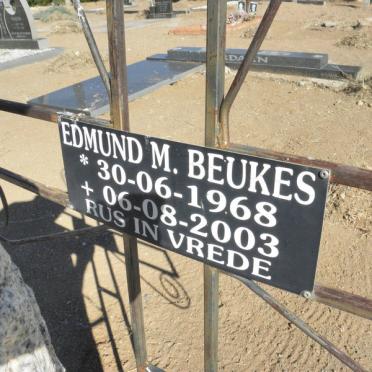 EDMUND M. BEUKES
* 30-06-1968
+ 06-08-2003
RUS IN VREDE